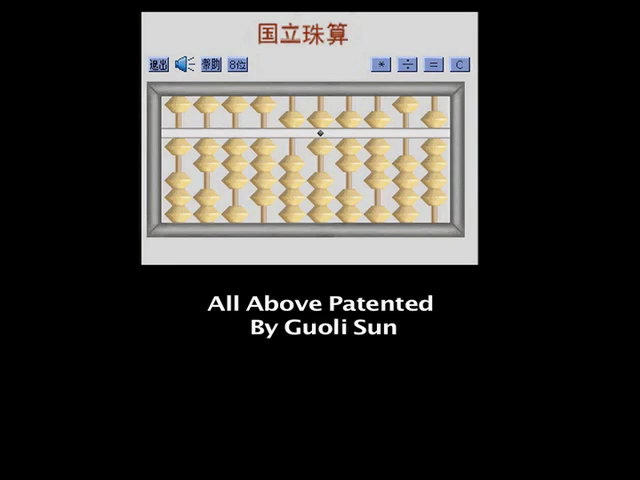 国立珠算
退出 帮助 8位 * ÷ = C
All Above Patented
By Guoli Sun